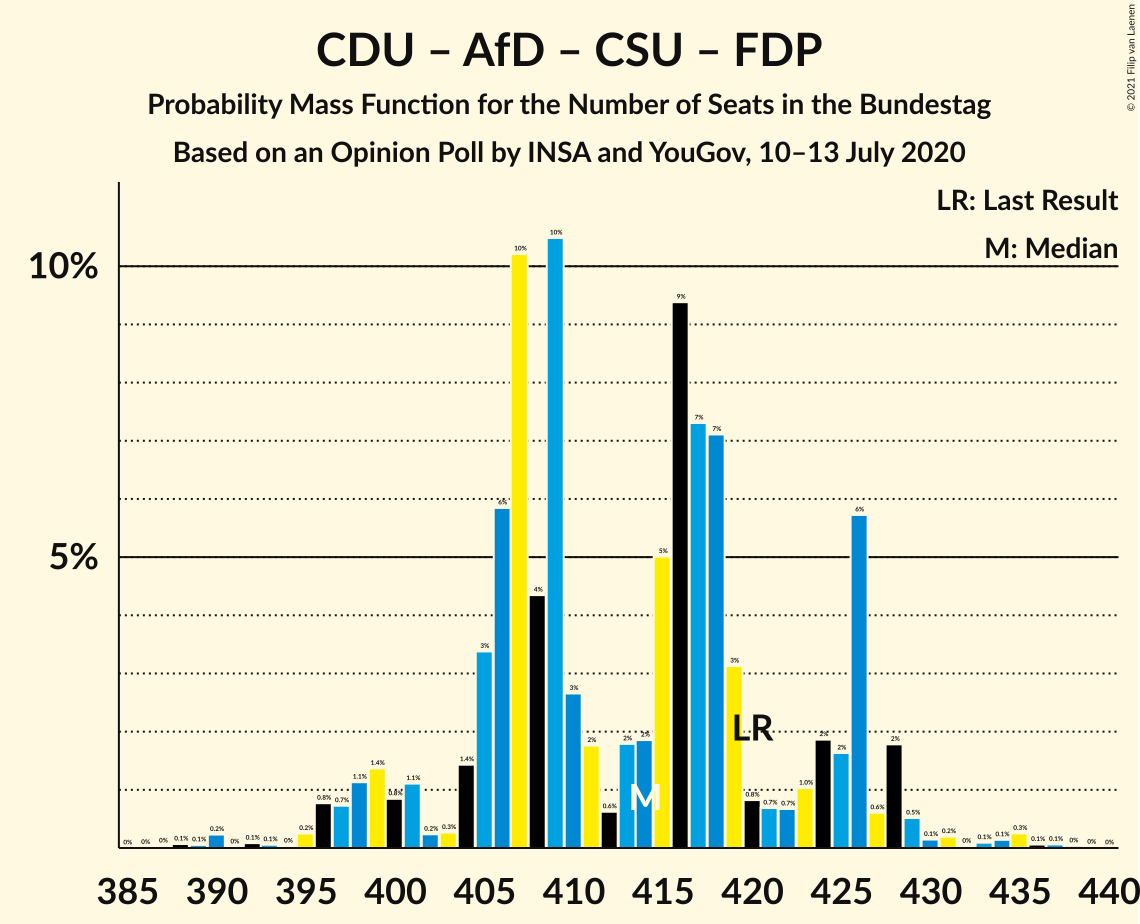 CDU – AfD – CSU – FDP
Probability Mass Function for the Number of Seats in the Bundestag
Based on an Opinion Poll by INSA and YouGov, 10–13 July 2020
© 2021 Filip van Laenen
LR: Last Result
M: Median
10%
5%
0% 0% 0% 0.1% 0.1% 0.2% 0% 0.1% 0.1% 0% 0.2% 0.8% 0.7% 1.1% 1.4% 0.8% 1.1% 0.2% 0.3% 1.4% 3% 6% 10% 4% 10% 3% 2% 0.6% 2% 2% 5% 9% 7% 7% 3% 0.8% 0.7% 0.7% 1.0% 2% 2% 6% 0.6% 2% 0.5% 0.1% 0.2% 0% 0.1% 0.1% 0.3% 0.1% 0.1% 0% 0% 0%
LR
M
385 390 395 400 405 410 415 420 425 430 435 440